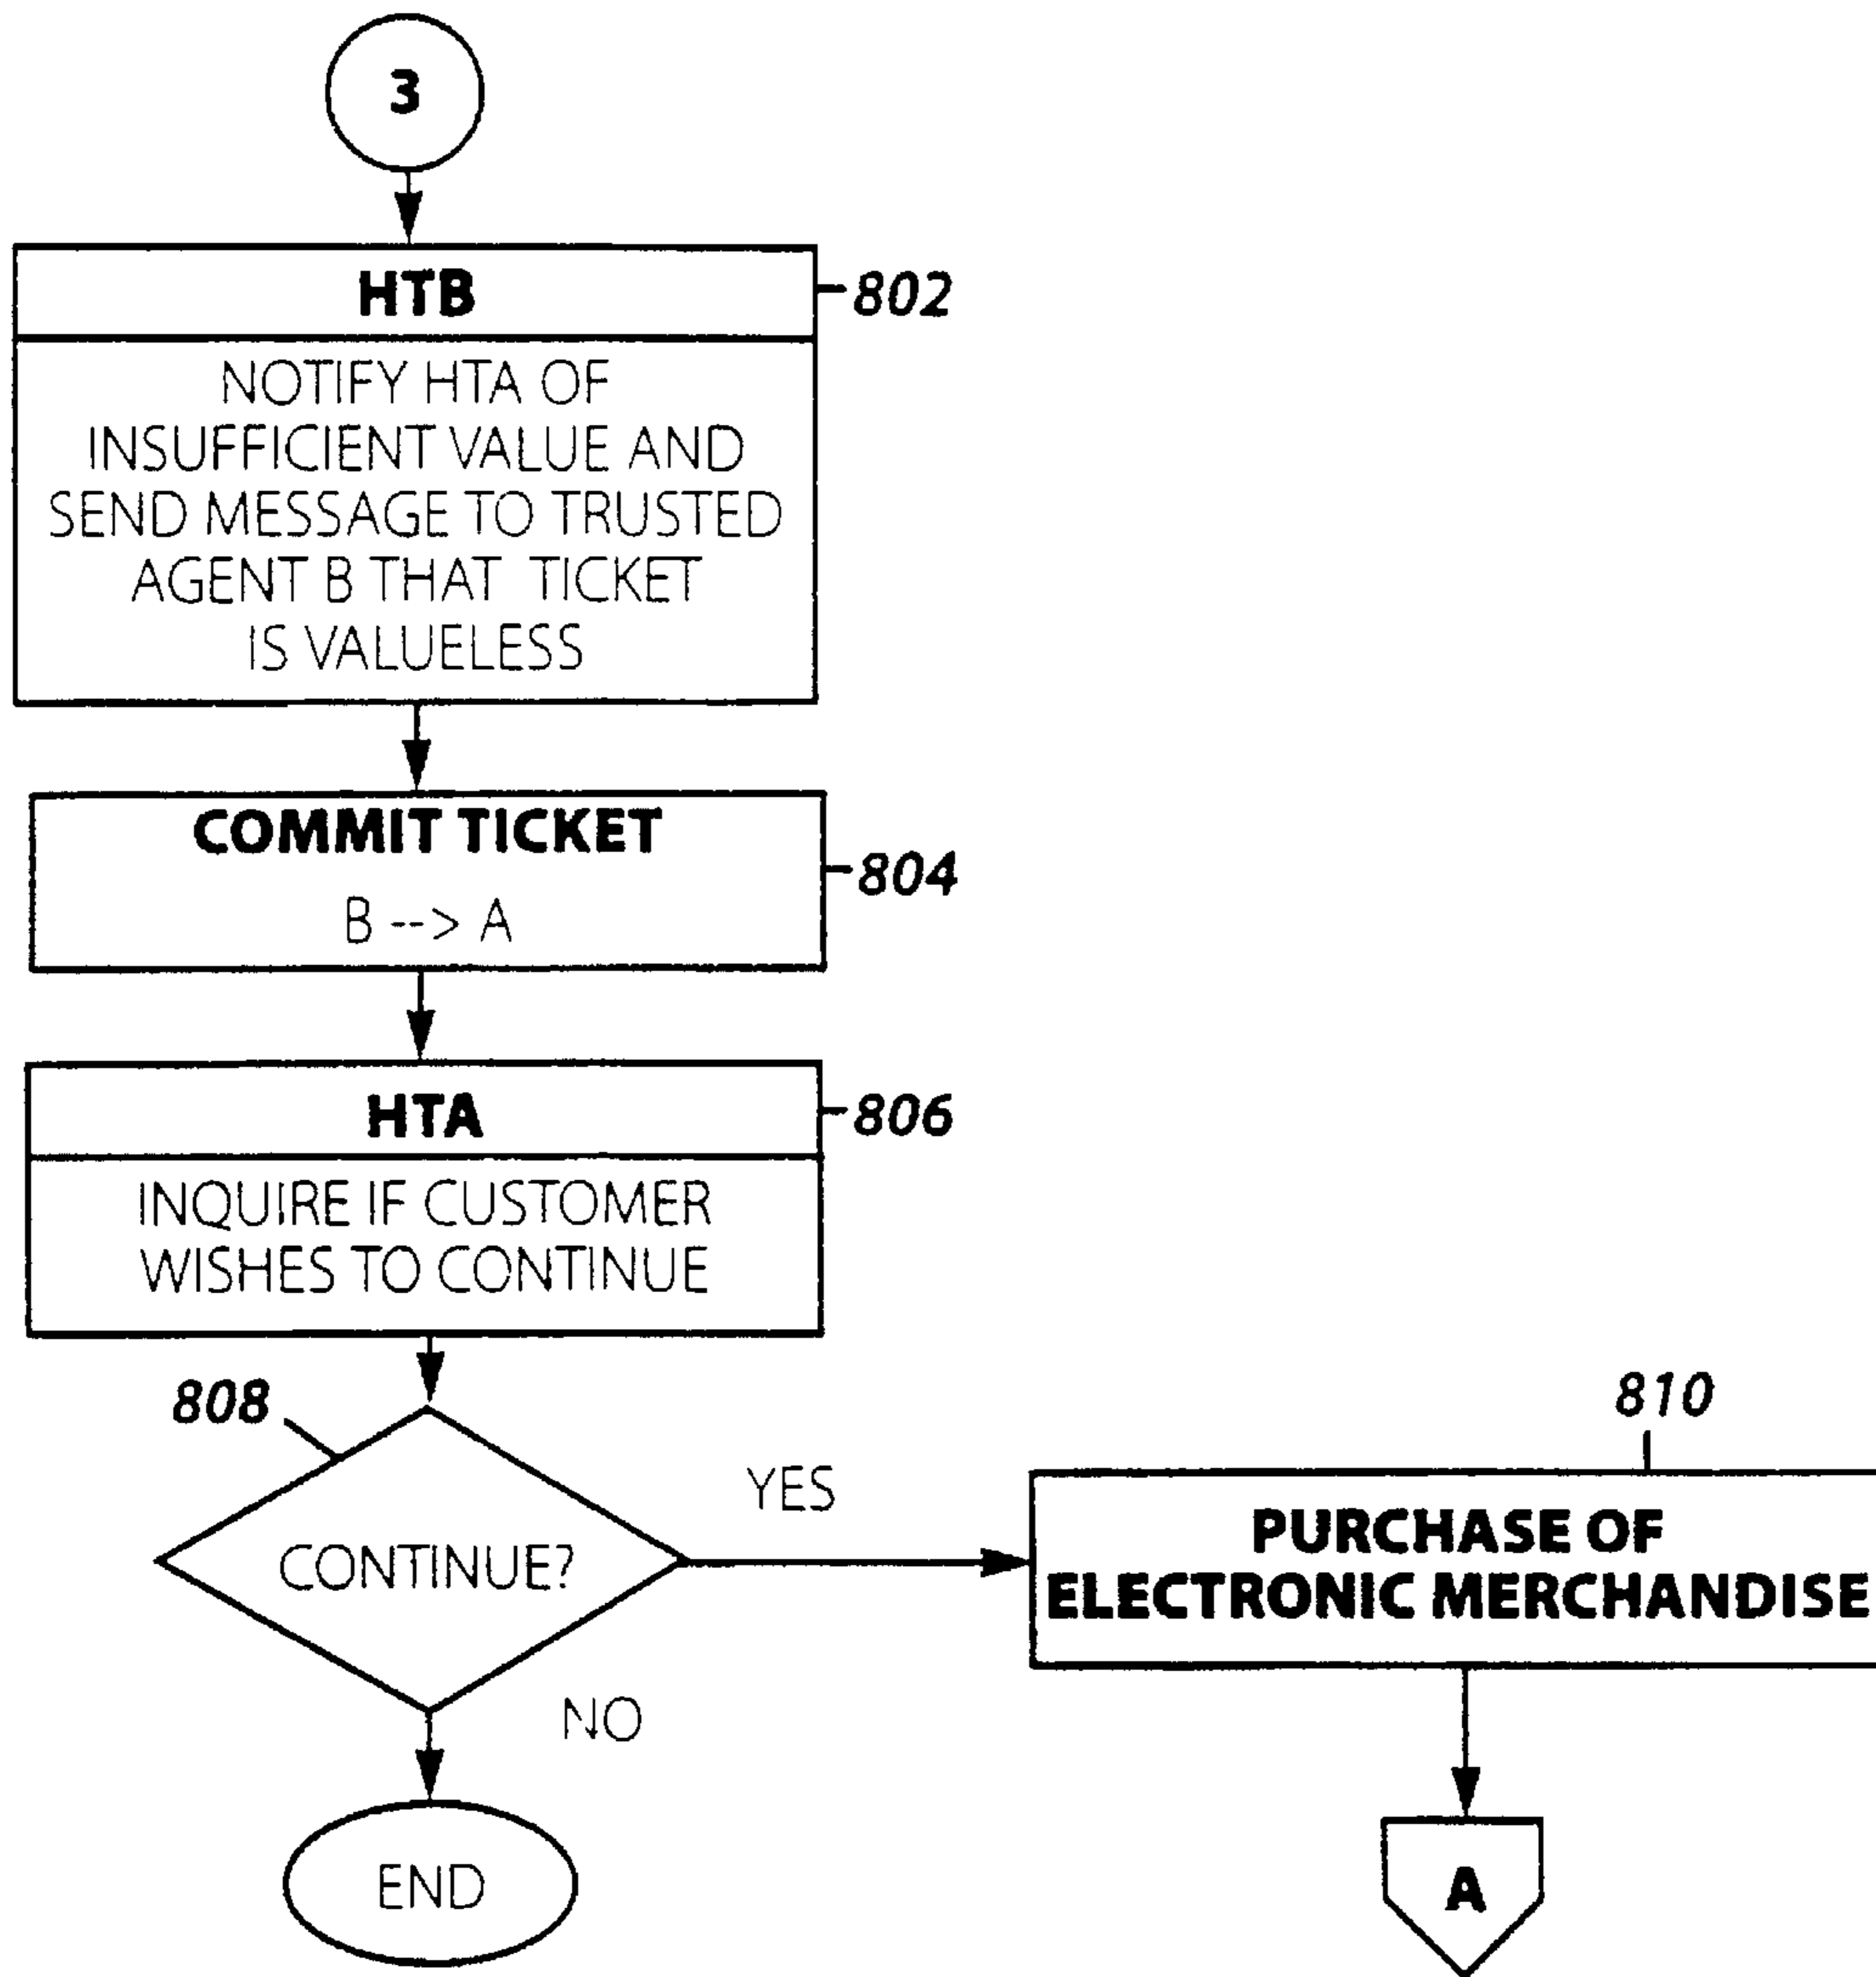 3
HTB
802
NOTIFY HTA OF
INSUFFICIENT VALUE AND
SEND MESSAGE TO TRUSTED
AGENT B THAT TICKET
IS VALUELESS
COMMIT TICKET
804
B --> A
HTA
806
INQUIRE IF CUSTOMER
WISHES TO CONTINUE
808
810
YES
CONTINUE?
PURCHASE OF
ELECTRONIC MERCHANDISE
NO
END
A